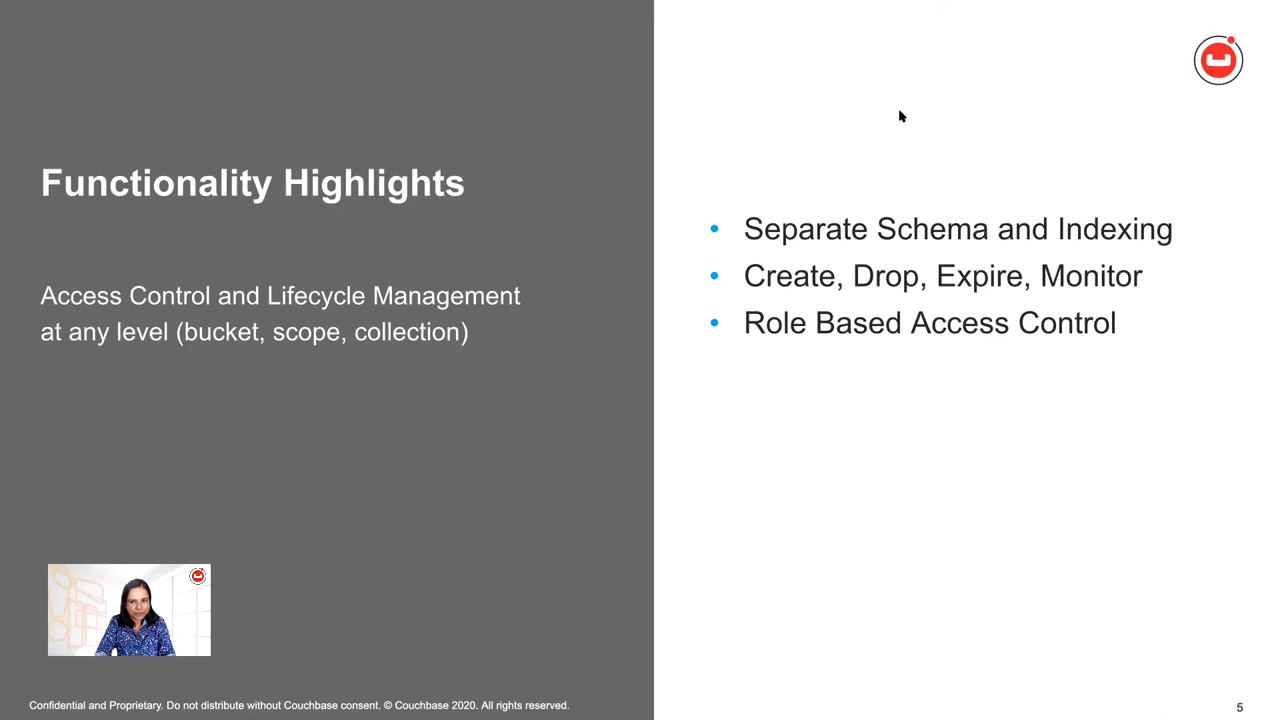 Functionality Highlights
Access Control and Lifecycle Management
at any level (bucket, scope, collection)
• Separate Schema and Indexing
• Create, Drop, Expire, Monitor
• Role Based Access Control
Confidential and Proprietary. Do not distribute without Couchbase consent. © Couchbase 2020. All rights reserved.
5